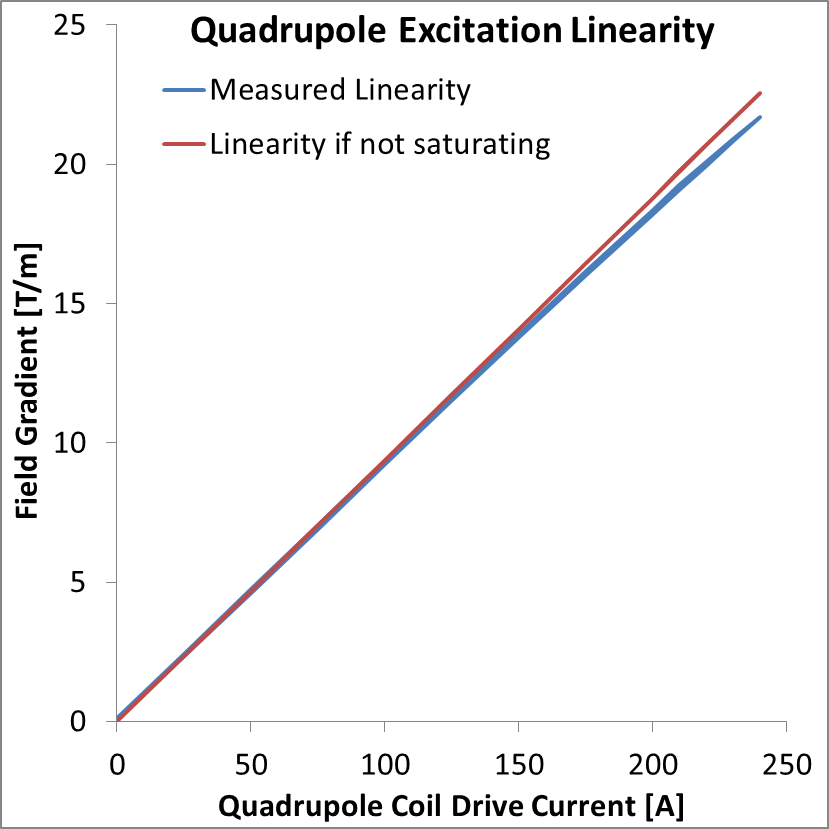 Quadrupole Excitation Linearity
Measured Linearity
Linearity if not saturating
Field Gradient [T/m]
25
20
15
10
5
0
0 50 100 150 200 250
Quadrupole Coil Drive Current [A]